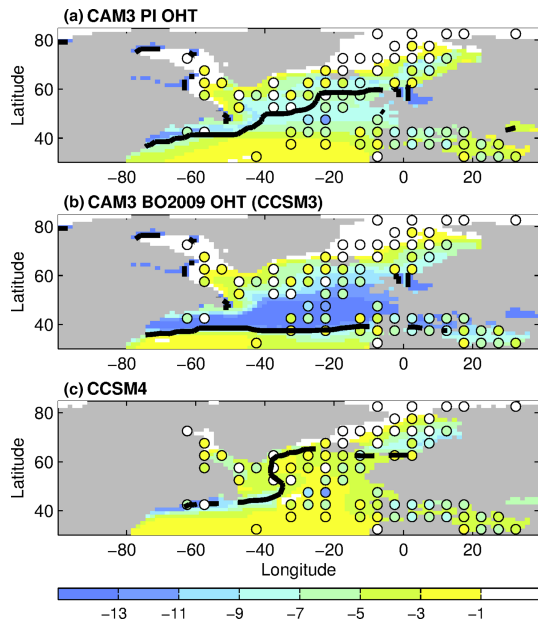 (a) CAM3 PI OHT
80
60
40
Latitude
−80 −60 −40 −20 0 20
(b) CAM3 BO2009 OHT (CCSM3)
80
60
40
Latitude
−80 −60 −40 −20 0 20
(c) CCSM4
80
60
40
Latitude
−80 −60 −40 −20 0 20
Longitude
−13 −11 −9 −7 −5 −3 −1